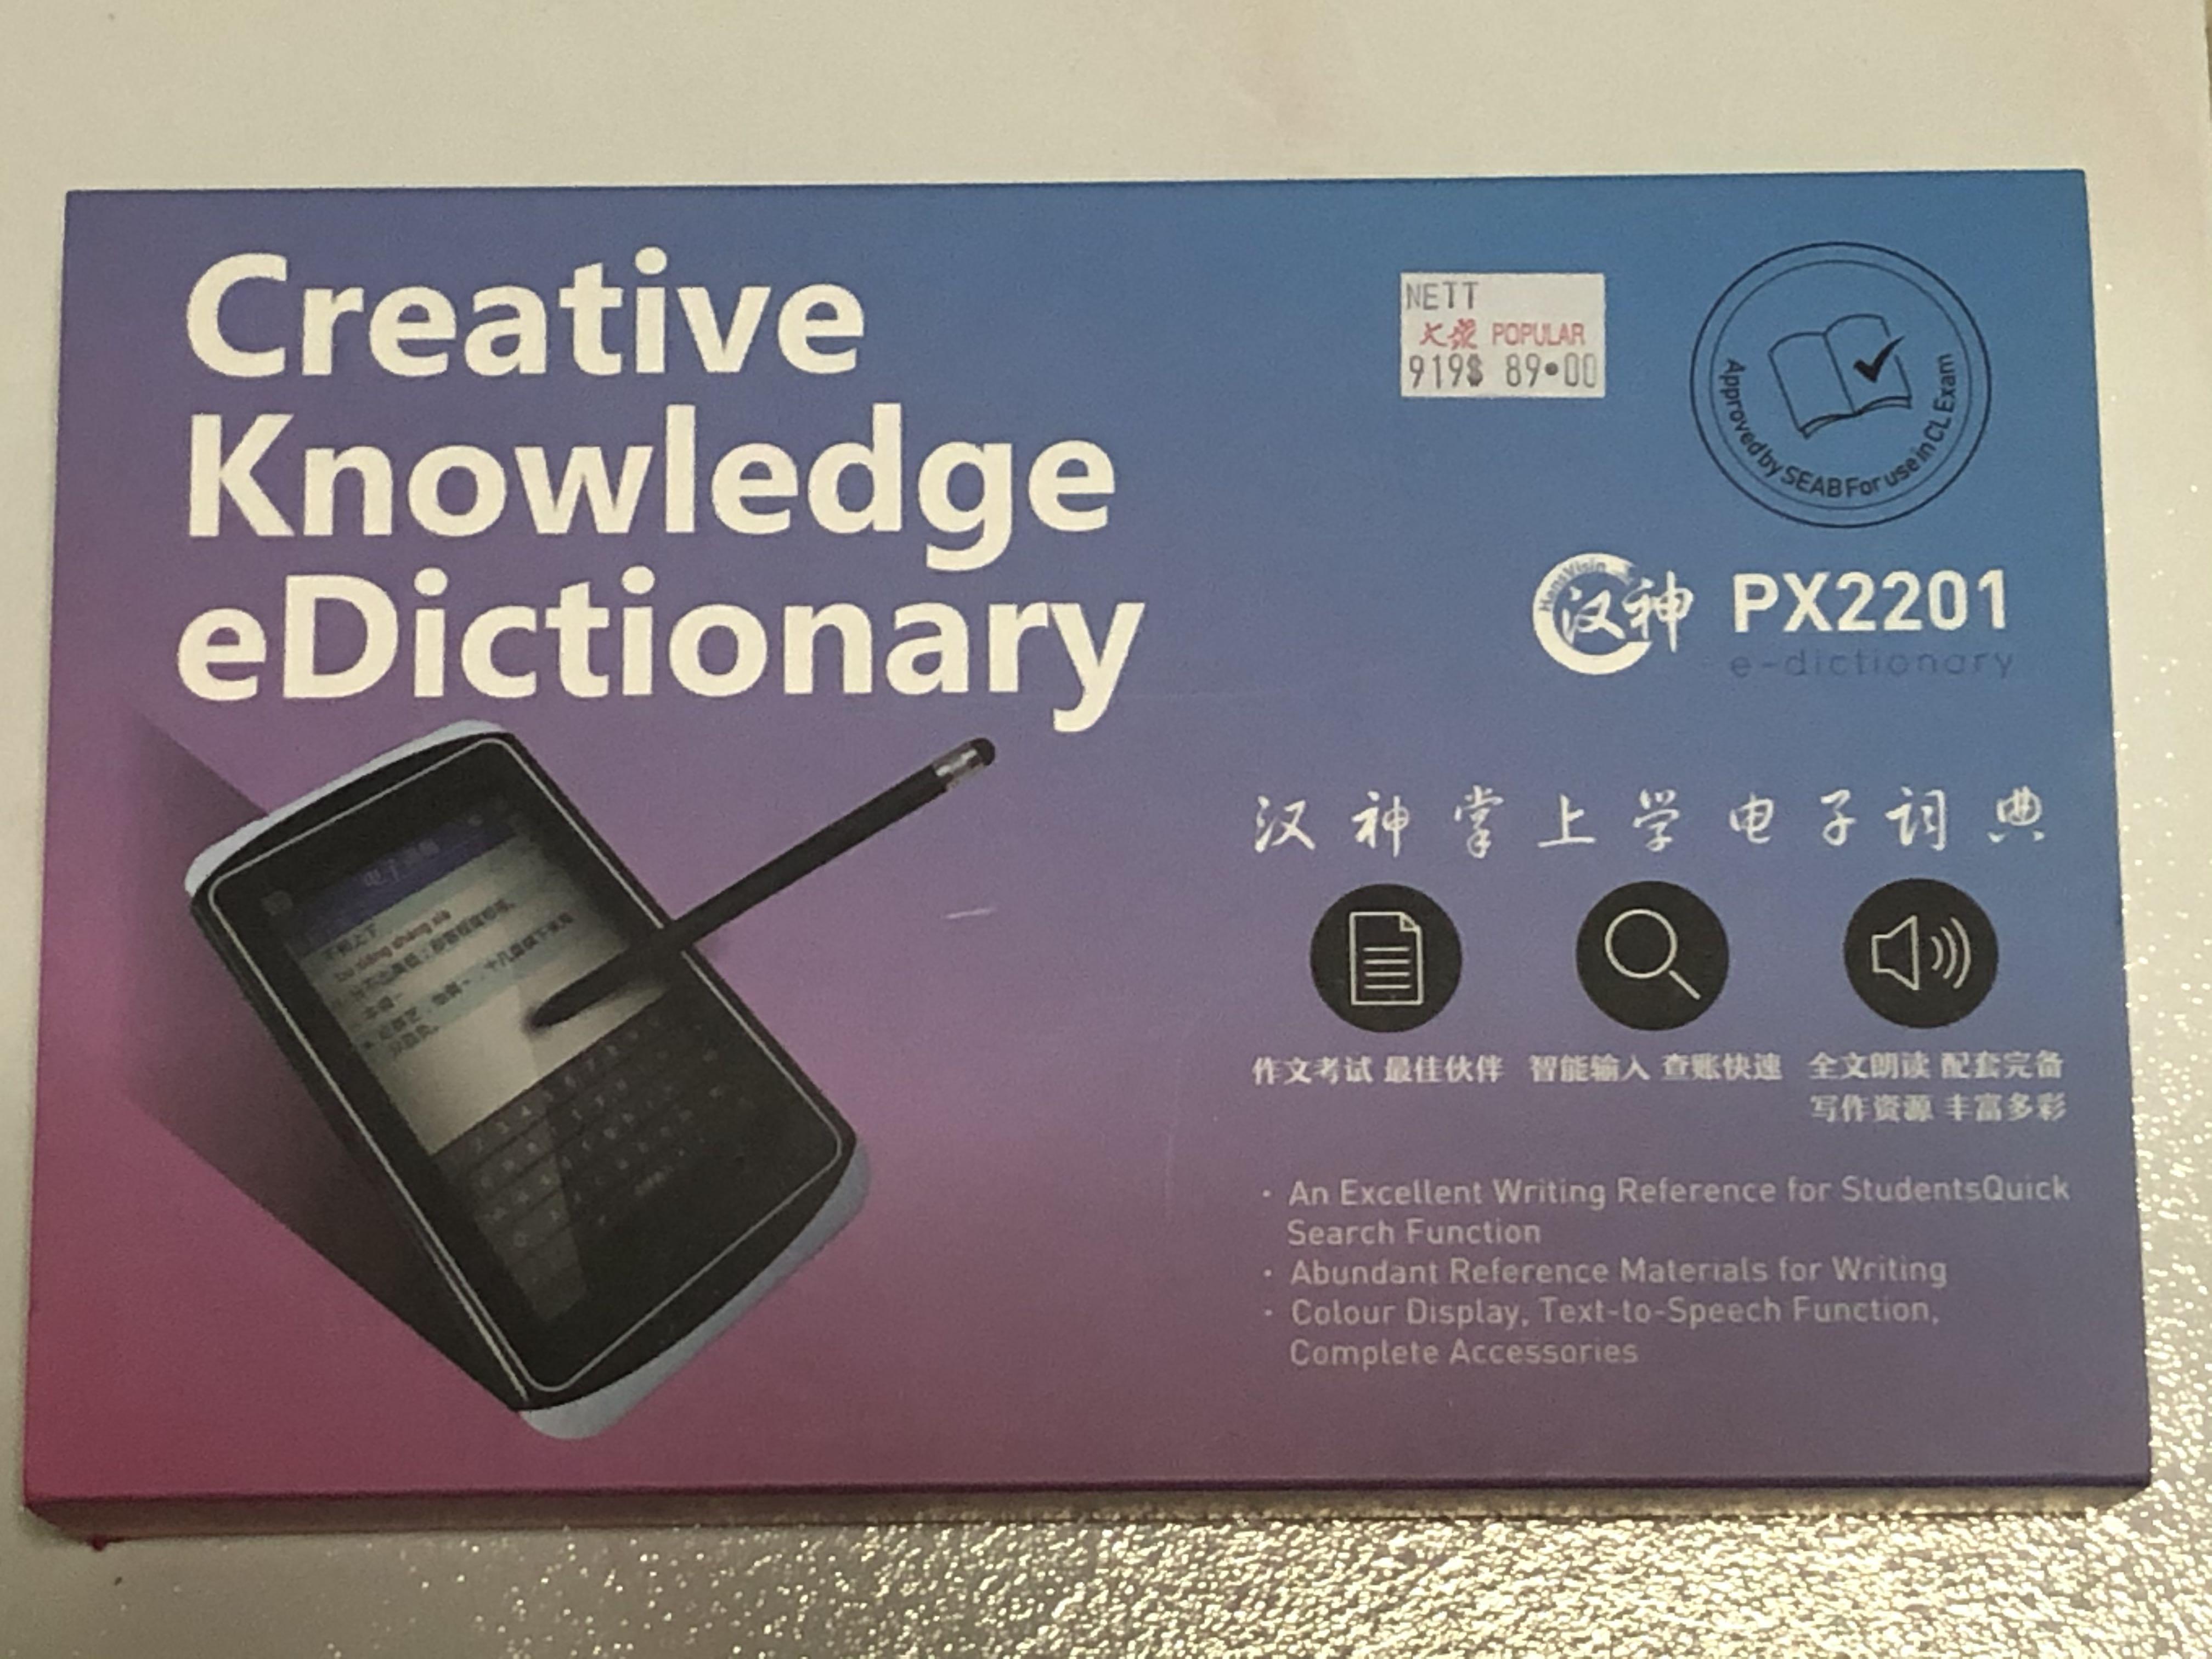 Creative
Knowledge
eDictionary
NETT
大衆 POPULAR
919$ 89•00
Approved by SEAB For use in CL Exam
HansVisin
汉神 PX2201
e-dictionary
汉神掌上学电子词典
作文考试 最佳伙伴
智能输入 查账快速
全文朗读 配套完备
写作资源 丰富多彩
· An Excellent Writing Reference for StudentsQuick
Search Function
· Abundant Reference Materials for Writing
· Colour Display, Text-to-Speech Function,
Complete Accessories